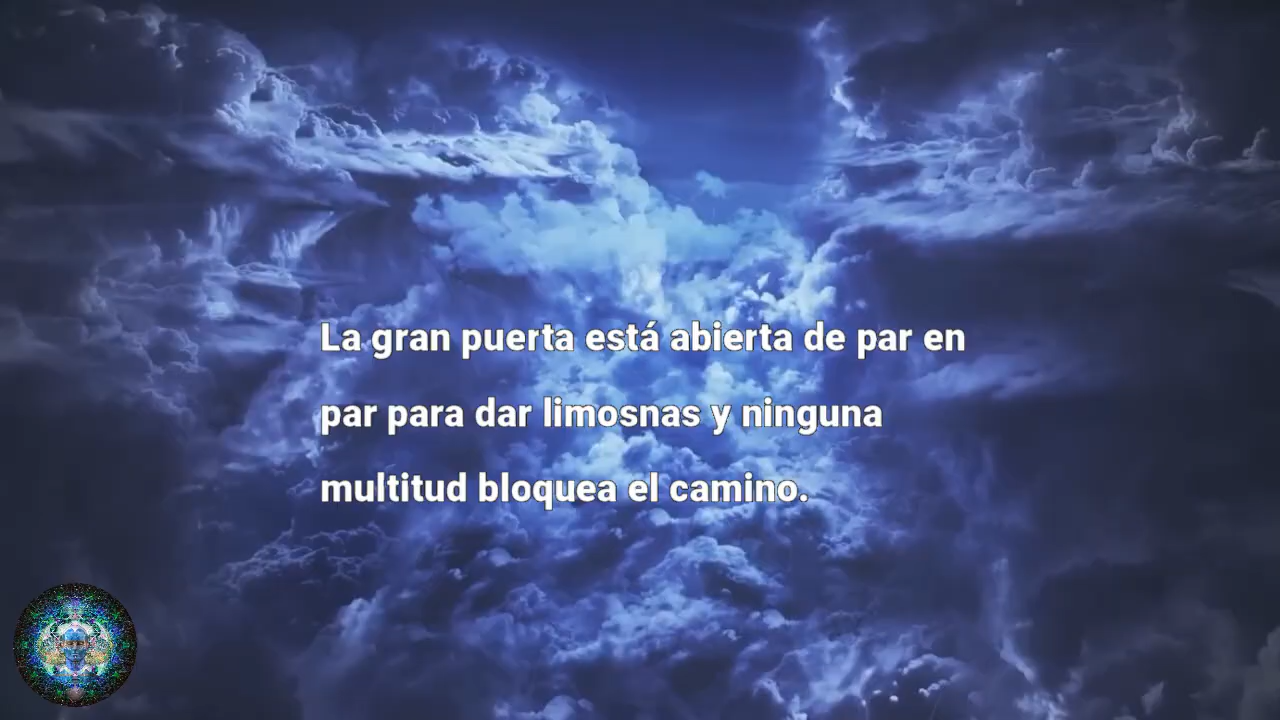 La gran puerta está abierta de par en
par para dar limosnas y ninguna
multitud bloquea el camino.